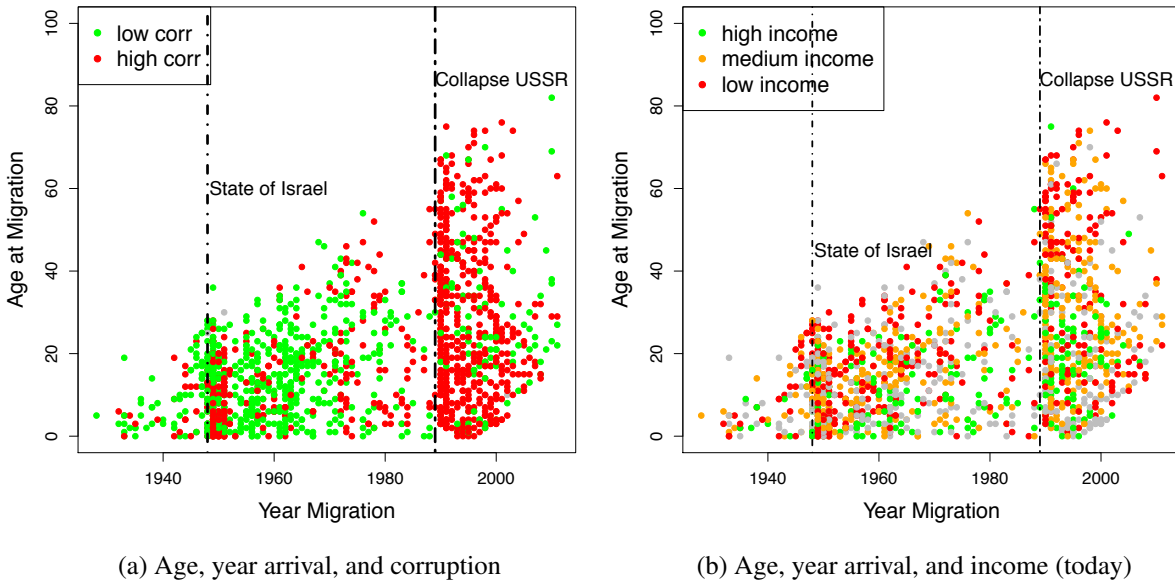 low corr
high corr
Collapse USSR
State of Israel
100
80
60
40
20
0
Age at Migration
1940
1960
1980
2000
Year Migration
(a) Age, year arrival, and corruption
high income
medium income
low income
Collapse USSR
State of Israel
100
80
60
40
20
0
Age at Migration
1940
1960
1980
2000
Year Migration
(b) Age, year arrival, and income (today)